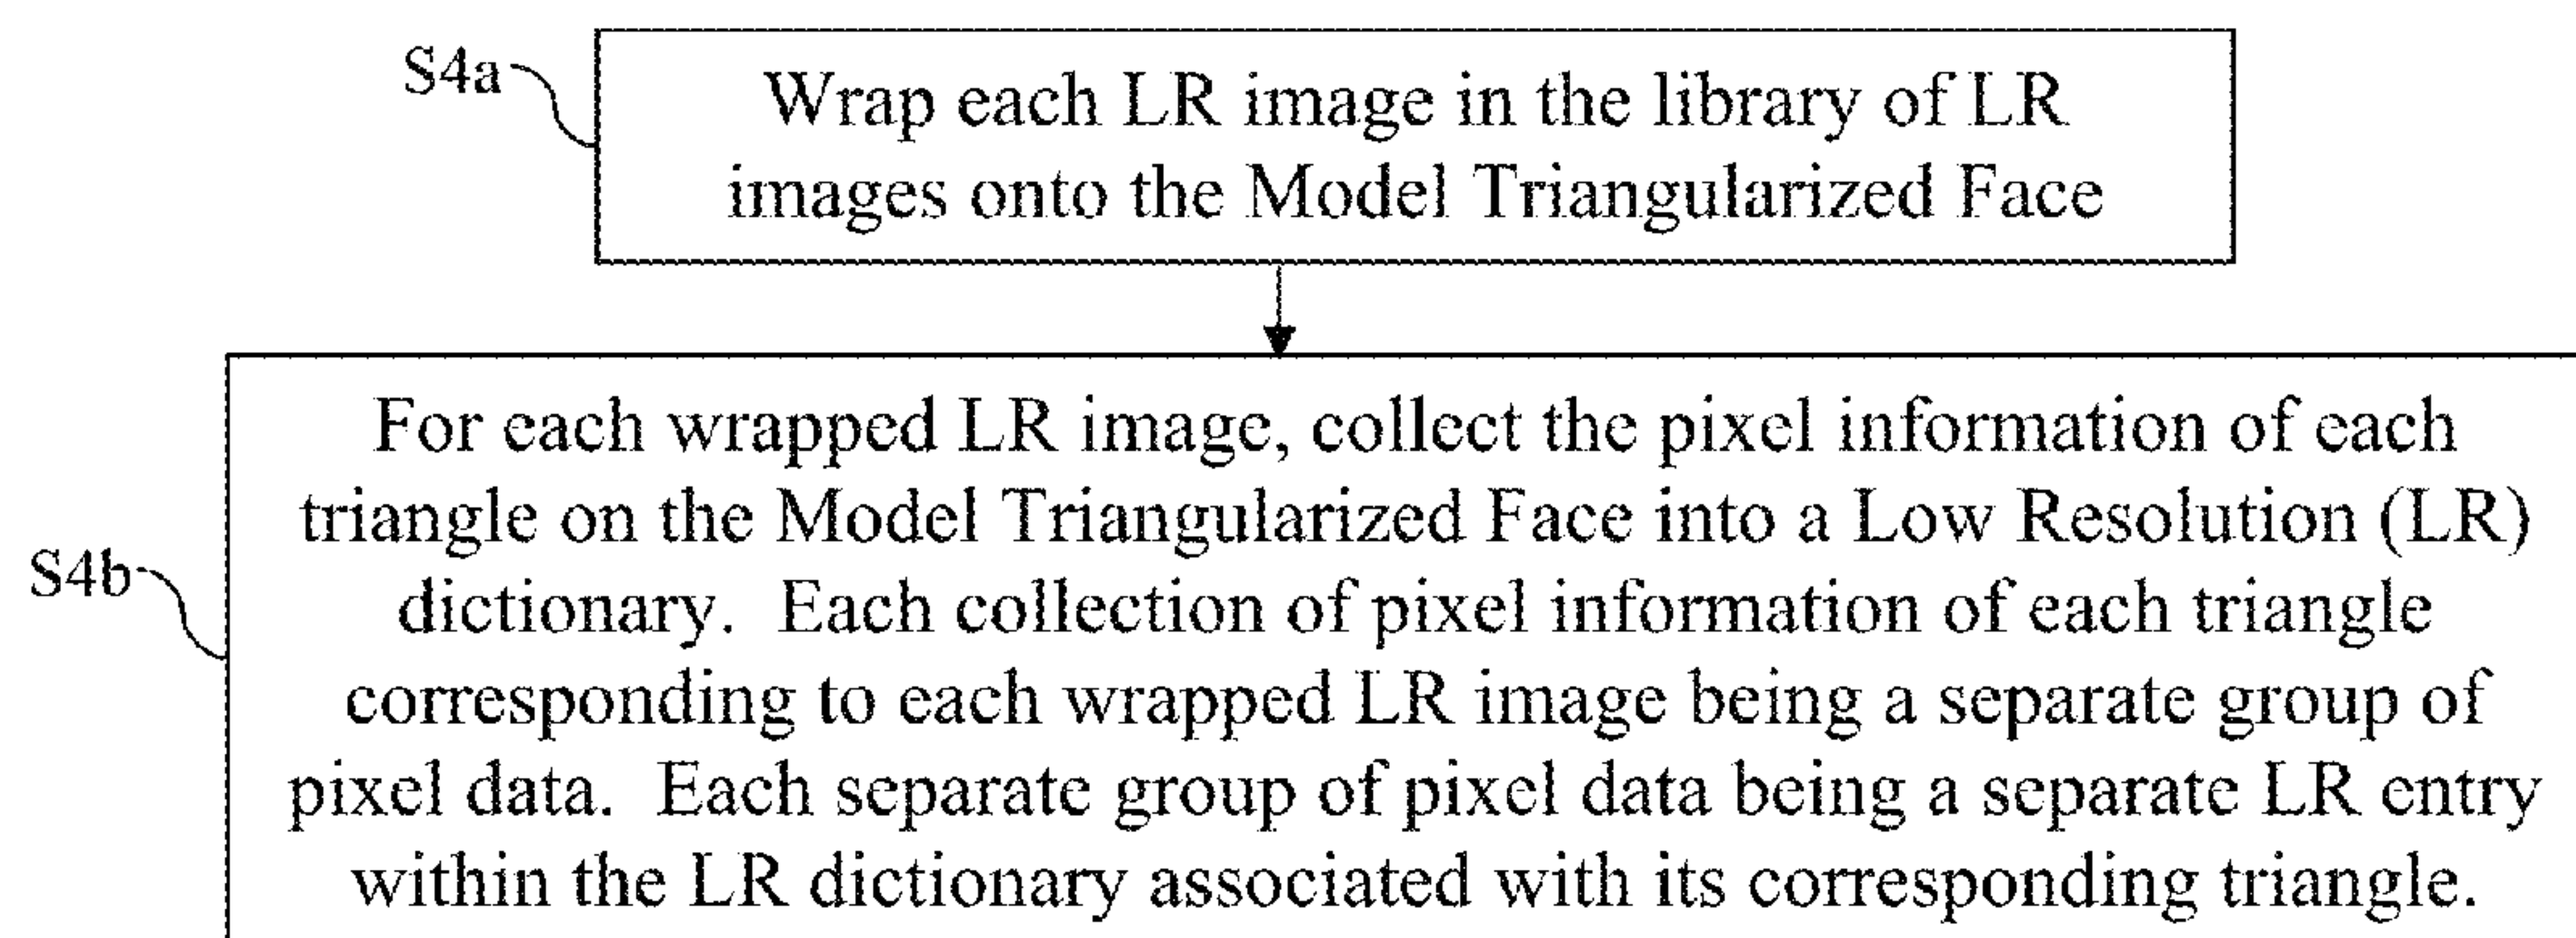 S4a
Wrap each LR image in the library of LR
images onto the Model Triangularized Face
For each wrapped LR image, collect the pixel information of each
triangle on the Model Triangularized Face into a Low Resolution (LR)
S4b
dictionary. Each collection of pixel information of each triangle
corresponding to each wrapped LR image being a separate group of
pixel data. Each separate group of pixel data being a separate LR entry
within the LR dictionary associated with its corresponding triangle.